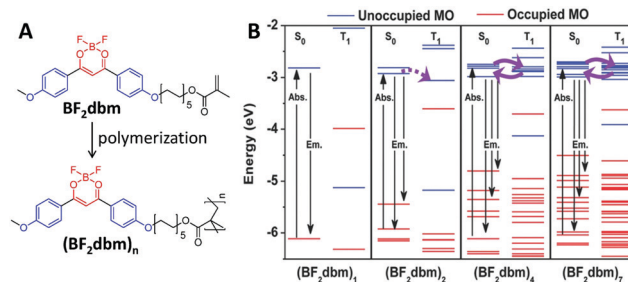 A
F F
B
O O
O
O
5
O
O
BF₂dbm
polymerization
F F
B
O O
O
O
5
O
O
n
(BF₂dbm)n
B
Unoccupied MO Occupied MO
S₀ T₁ S₀ T₁ S₀ T₁ S₀ T₁
Energy (eV)
-2
-3
-4
-5
-6
Abs. Em. Abs. Em. Abs. Em. Abs. Em.
(BF₂dbm)₁ (BF₂dbm)₂ (BF₂dbm)₄ (BF₂dbm)₇